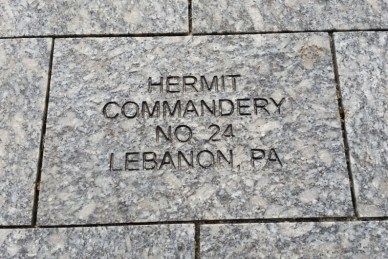 HERMIT
COMMANDERY
NO. 24
LEBANON, PA